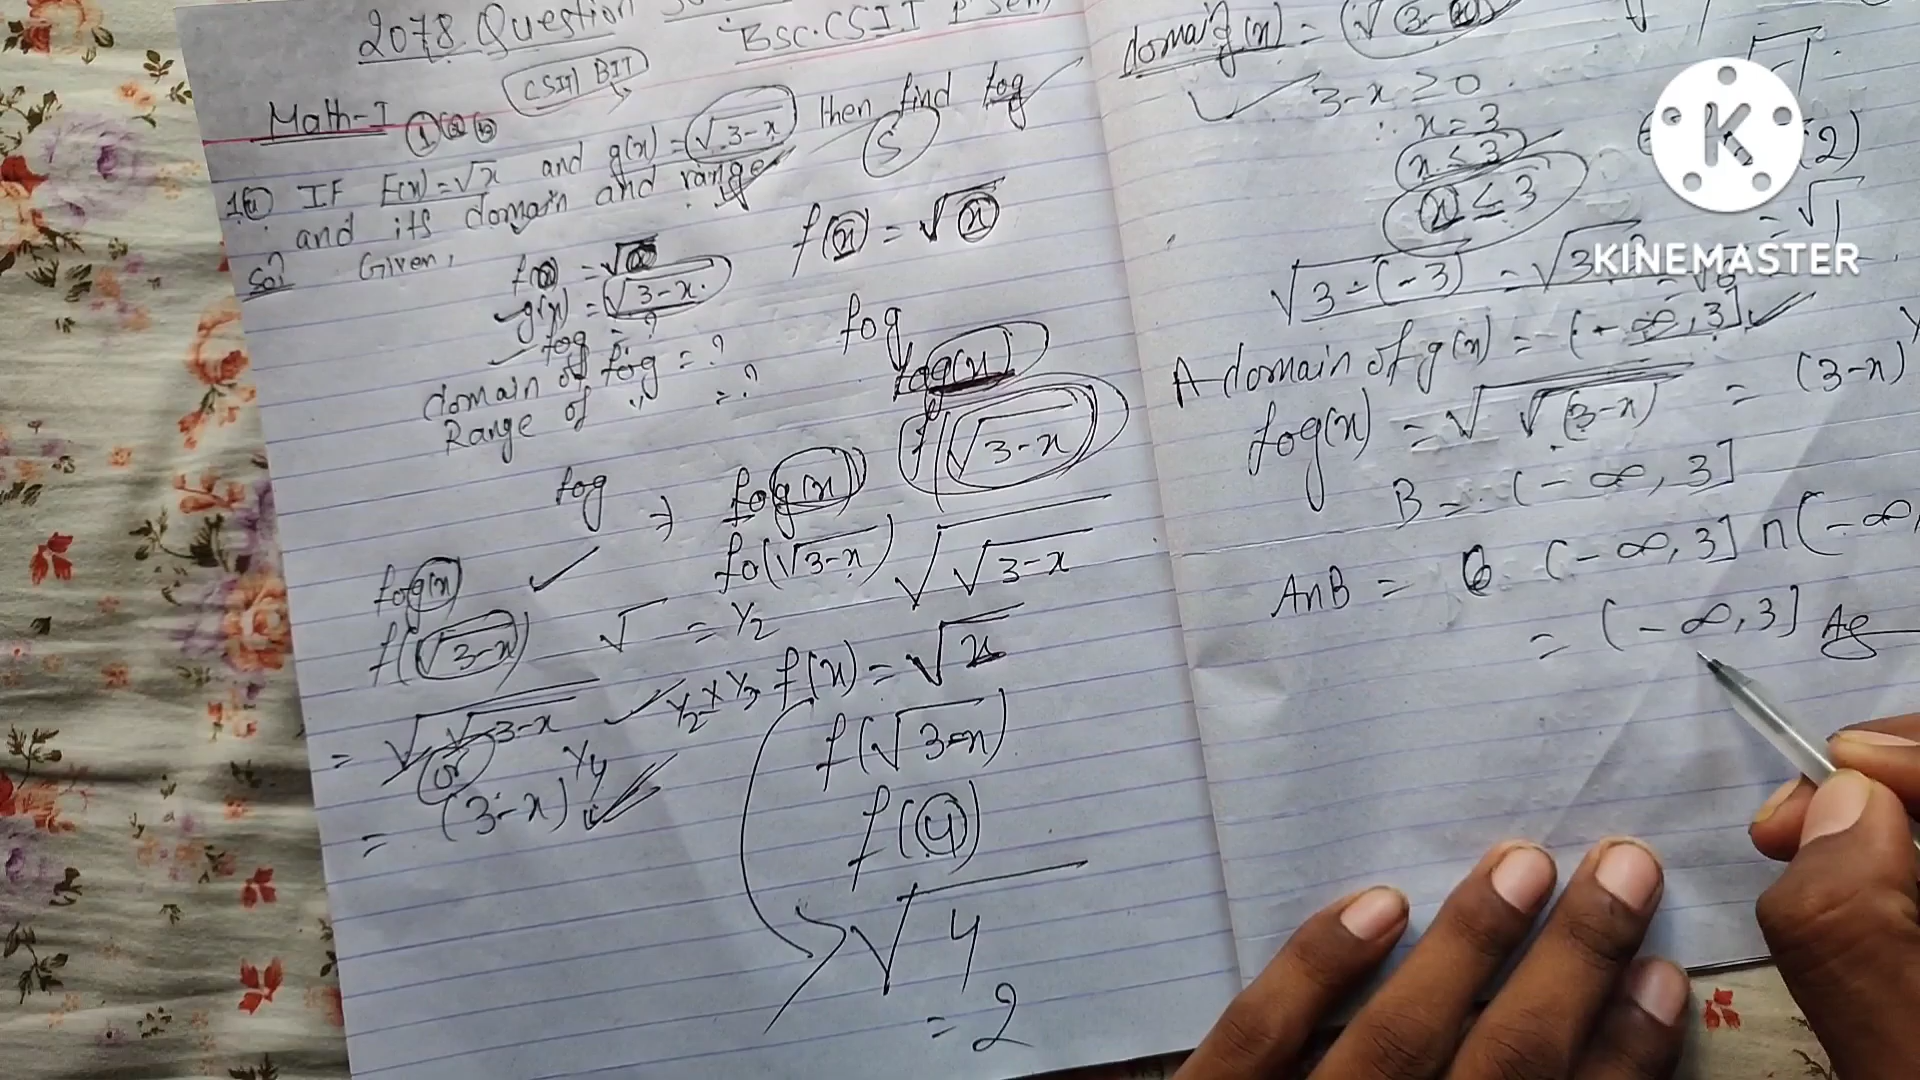 2078 Question
BSc.CSIT 1st Sem
CSIT BIT
Math-I
1.a IF F(x)=√x and g(x)=√3-x then find fog
and its domain and range
5
Soln Given,
f(x) = √x
g(x) = √3-x
fog = ?
domain of fog = ?
Range of " = ?
f(x) = √x
fog
fog(x)
f(√3-x)
fog ⇒ fog(x)
fo(√3-x)
√√3-x
fog(x)
f(√3-x)
√ = 1/2
= √√3-x
or
= (3-x)^1/4
1/2 x 1/2
f(x) = √x
f(√3-x)
f(4)
√4
= 2
domain g(x) = (√3-x)
3-x ≥ 0
∴ x = 3
x ≤ 3
x ≤ 3
2)
= √1
√3-(-3) = √3
A domain of g(x) = (-∞,3]
fog(x) = √√(3-x) = (3-x)
B = (-∞,3]
A∩B = (-∞,3] ∩ (-∞,
= (-∞,3]
K
KINEMASTER